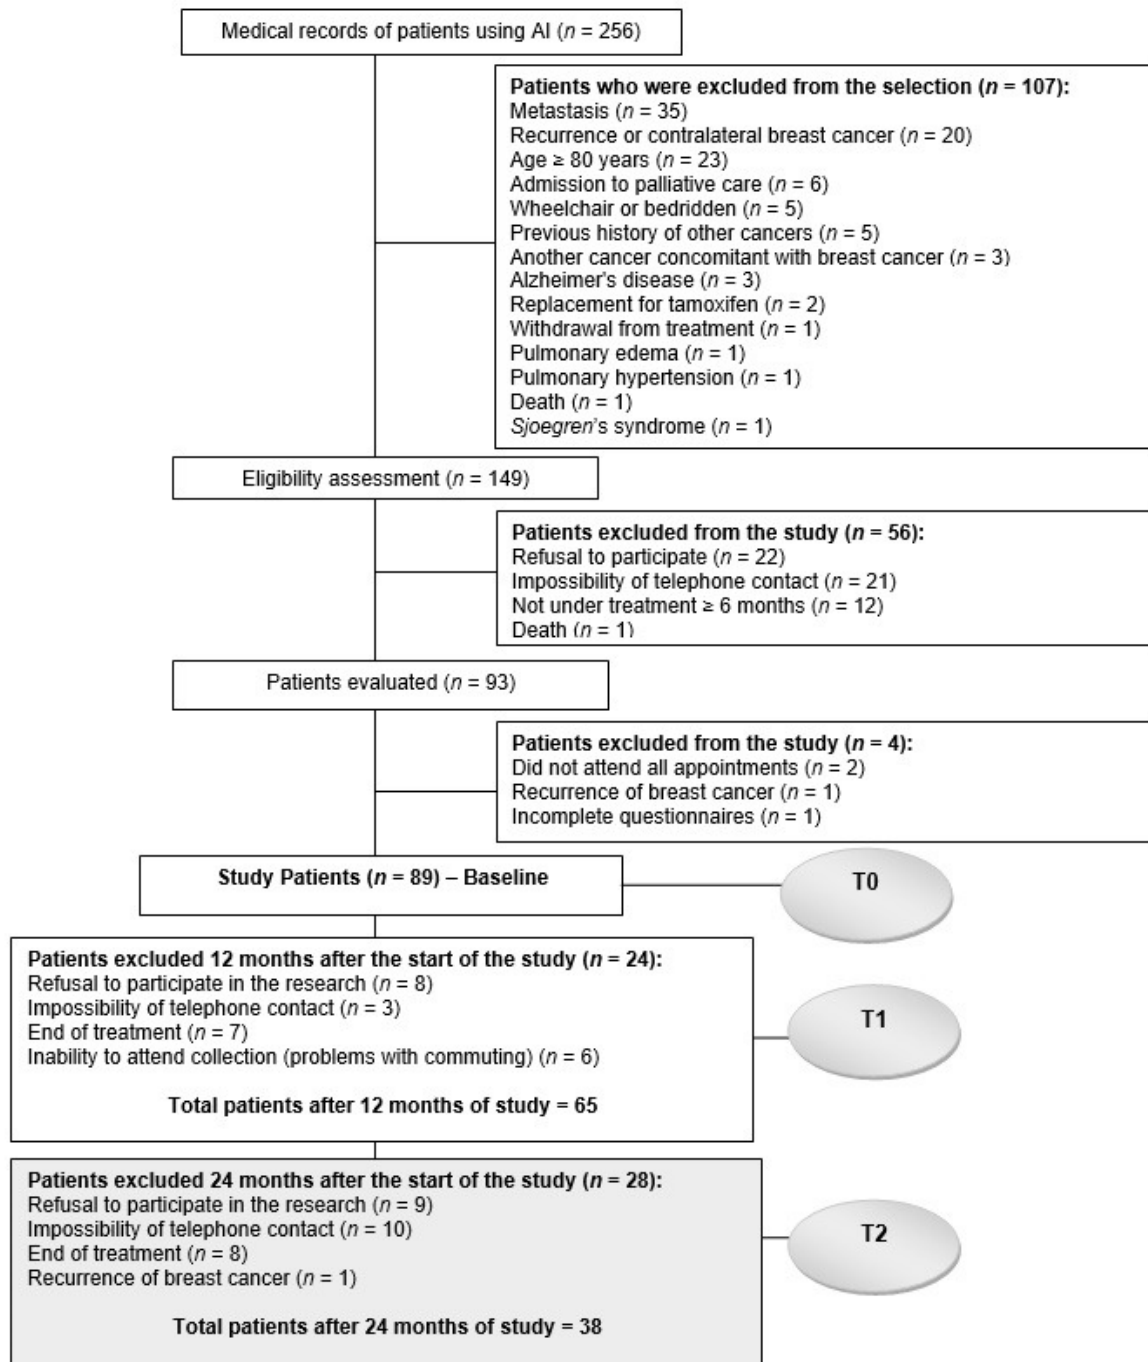 Medical records of patients using AI (n = 256)
Patients who were excluded from the selection (n = 107):
Metastasis (n = 35)
Recurrence or contralateral breast cancer (n = 20)
Age ≥ 80 years (n = 23)
Admission to palliative care (n = 6)
Wheelchair or bedridden (n = 5)
Previous history of other cancers (n = 5)
Another cancer concomitant with breast cancer (n = 3)
Alzheimer's disease (n = 3)
Replacement for tamoxifen (n = 2)
Withdrawal from treatment (n = 1)
Pulmonary edema (n = 1)
Pulmonary hypertension (n = 1)
Death (n = 1)
Sjoegren's syndrome (n = 1)
Eligibility assessment (n = 149)
Patients excluded from the study (n = 56):
Refusal to participate (n = 22)
Impossibility of telephone contact (n = 21)
Not under treatment ≥ 6 months (n = 12)
Death (n = 1)
Patients evaluated (n = 93)
Patients excluded from the study (n = 4):
Did not attend all appointments (n = 2)
Recurrence of breast cancer (n = 1)
Incomplete questionnaires (n = 1)
Study Patients (n = 89) – Baseline
T0
Patients excluded 12 months after the start of the study (n = 24):
Refusal to participate in the research (n = 8)
Impossibility of telephone contact (n = 3)
End of treatment (n = 7)
Inability to attend collection (problems with commuting) (n = 6)
Total patients after 12 months of study = 65
T1
Patients excluded 24 months after the start of the study (n = 28):
Refusal to participate in the research (n = 9)
Impossibility of telephone contact (n = 10)
End of treatment (n = 8)
Recurrence of breast cancer (n = 1)
Total patients after 24 months of study = 38
T2